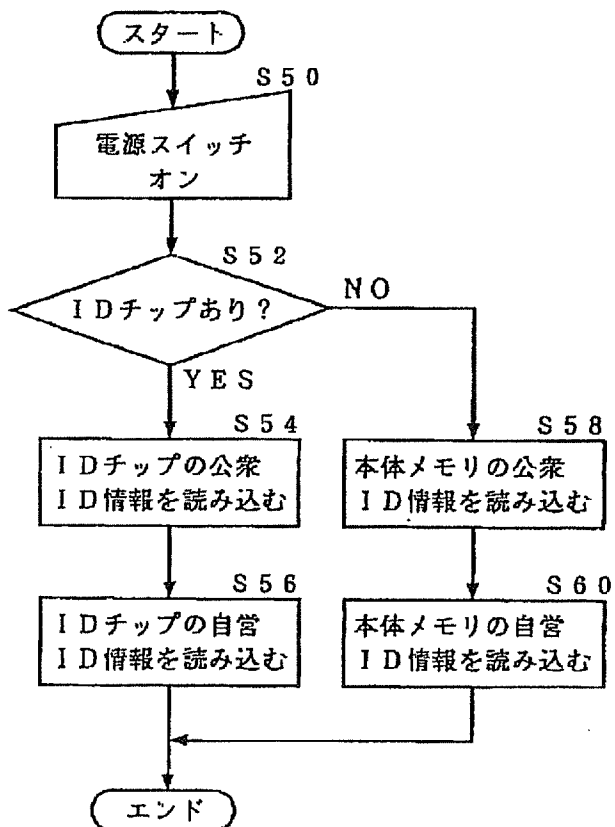 スタート
S50
電源スイッチ
オン
S52
IDチップあり?
NO
YES
S54
IDチップの公衆
ID情報を読み込む
S58
本体メモリの公衆
ID情報を読み込む
S56
IDチップの自営
ID情報を読み込む
S60
本体メモリの自営
ID情報を読み込む
エンド